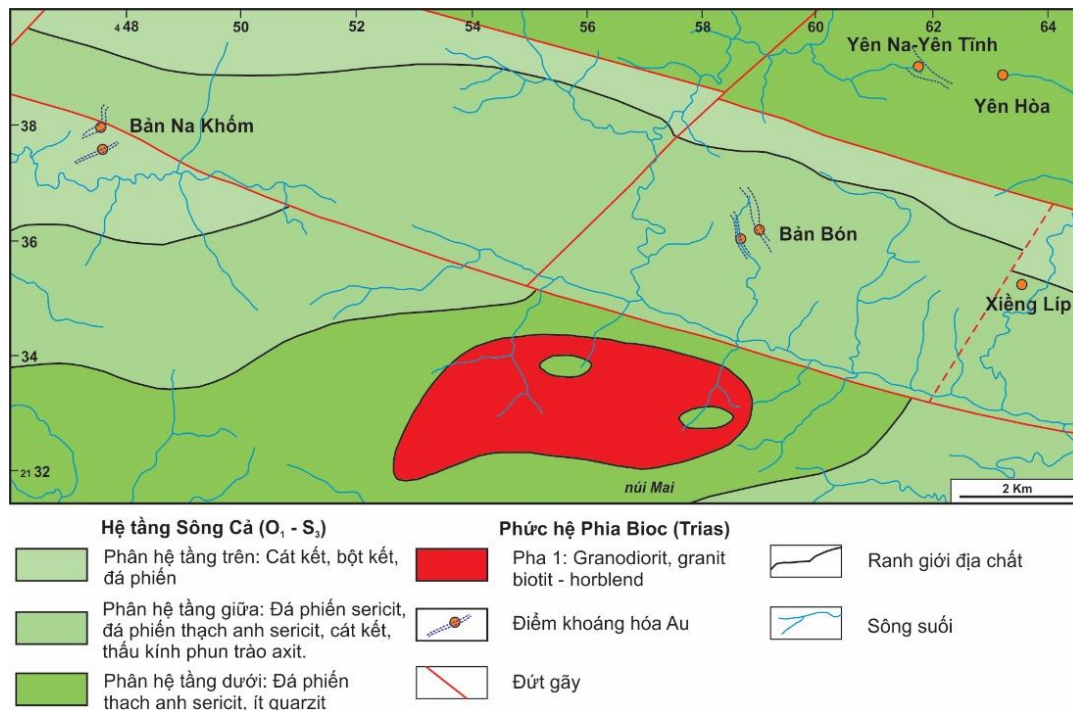 4 48 50 52 54 56 58 60 62 64
Yên Na-Yên Tĩnh
Yên Hòa
38
Bản Na Khốm
36
Bản Bón
Xiềng Líp
34
21 32
núi Mai
2 Km
Hệ tầng Sông Cả (O₁ - S₃)
Phân hệ tầng trên: Cát kết, bột kết,
đá phiến
Phân hệ tầng giữa: Đá phiến sericit,
đá phiến thạch anh sericit, cát kết,
thấu kính phun trào axit.
Phân hệ tầng dưới: Đá phiến
thạch anh sericit, ít quarzit
Phức hệ Phia Bioc (Trias)
Pha 1: Granodiorit, granit
biotit - horblend
Điểm khoáng hóa Au
Đứt gãy
Ranh giới địa chất
Sông suối